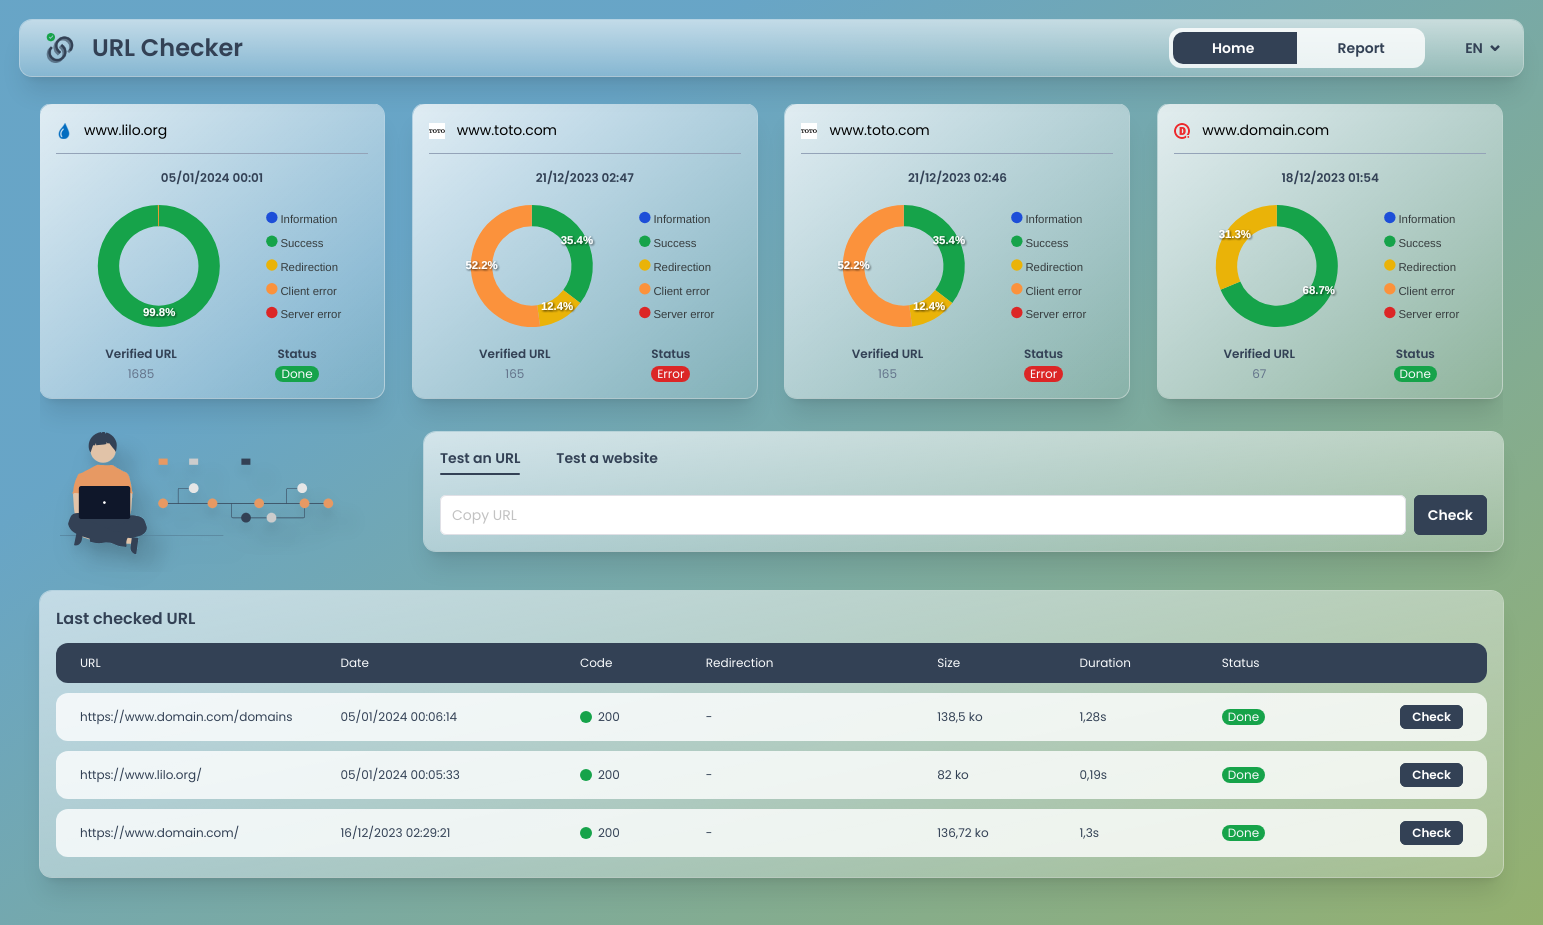 URL Checker
Home Report EN
www.lilo.org
05/01/2024 00:01
99.8%
Information
Success
Redirection
Client error
Server error
Verified URL Status
1685 Done
TOTO www.toto.com
21/12/2023 02:47
35.4%
52.2%
12.4%
Information
Success
Redirection
Client error
Server error
Verified URL Status
165 Error
TOTO www.toto.com
21/12/2023 02:46
35.4%
52.2%
12.4%
Information
Success
Redirection
Client error
Server error
Verified URL Status
165 Error
D www.domain.com
18/12/2023 01:54
31.3%
68.7%
Information
Success
Redirection
Client error
Server error
Verified URL Status
67 Done
Test an URL Test a website
Copy URL Check
Last checked URL
URL Date Code Redirection Size Duration Status
https://www.domain.com/domains 05/01/2024 00:06:14 200 - 138,5 ko 1,28s Done Check
https://www.lilo.org/ 05/01/2024 00:05:33 200 - 82 ko 0,19s Done Check
https://www.domain.com/ 16/12/2023 02:29:21 200 - 136,72 ko 1,3s Done Check